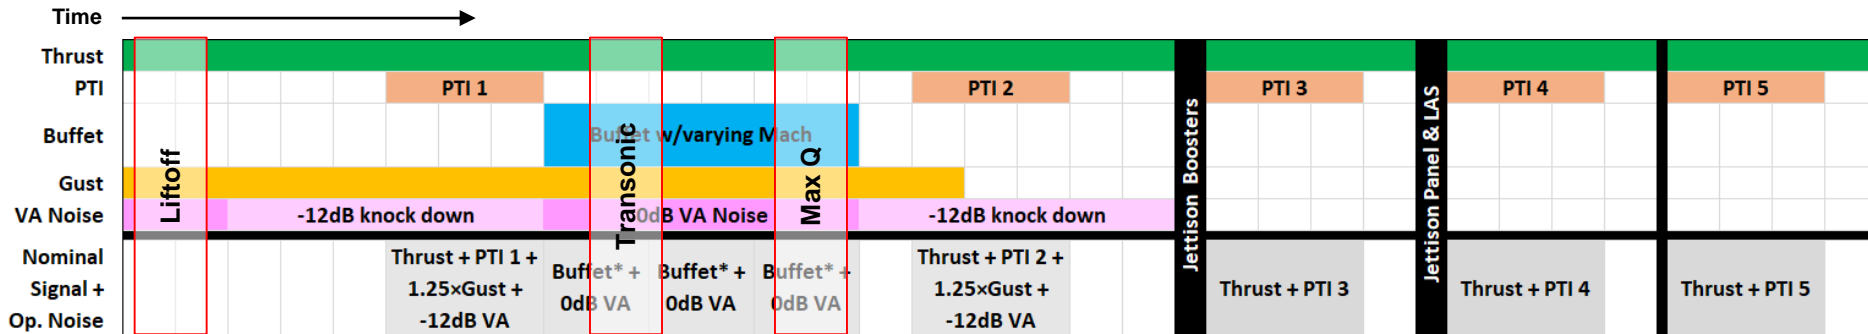 Time
Thrust
PTI
PTI 1
PTI 2
PTI 3
PTI 4
PTI 5
Buffet
Buffet w/varying Mach
Gust
VA Noise
-12dB knock down
0dB VA Noise
-12dB knock down
Liftoff
Transonic
Max Q
Jettison Boosters
Jettison Panel & LAS
Nominal
Signal +
Op. Noise
Thrust + PTI 1 +
1.25×Gust +
-12dB VA
Buffet* +
0dB VA
Buffet* +
0dB VA
Buffet* +
0dB VA
Thrust + PTI 2 +
1.25×Gust +
-12dB VA
Thrust + PTI 3
Thrust + PTI 4
Thrust + PTI 5